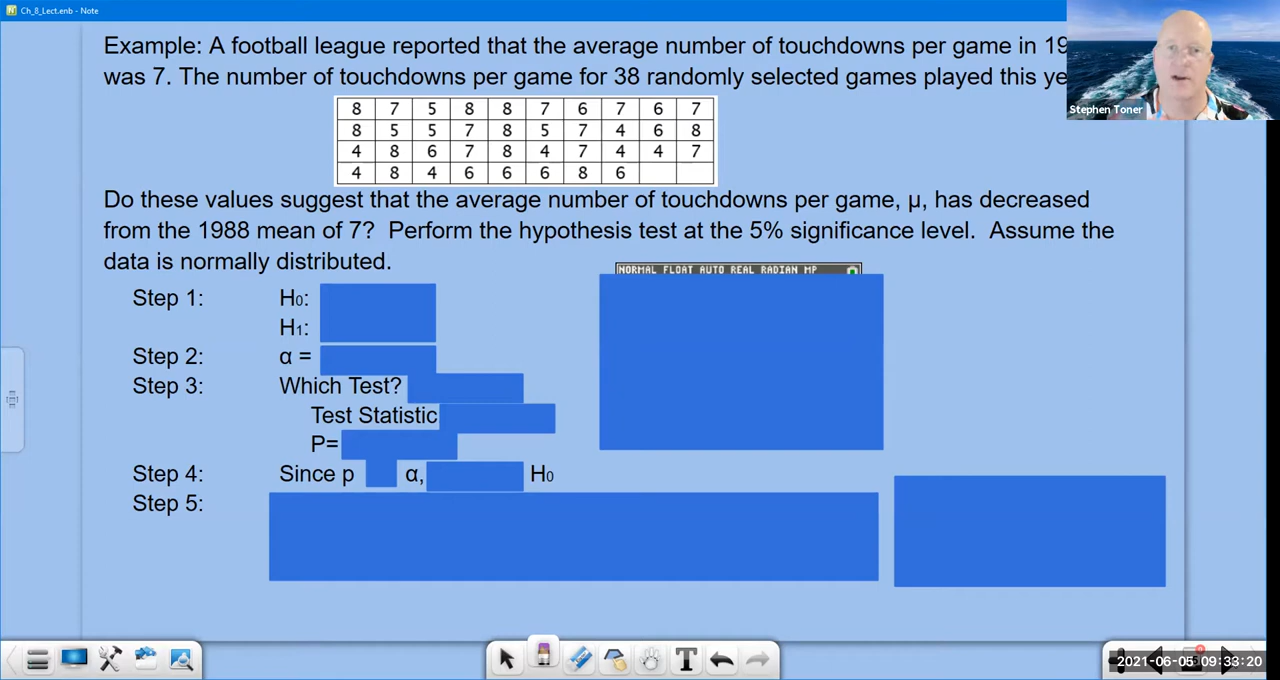 Ch_8_Lect.enb - Note
Example: A football league reported that the average number of touchdowns per game in 19
was 7. The number of touchdowns per game for 38 randomly selected games played this ye
Stephen Toner
8 7 5 8 8 7 6 7 6 7
8 5 5 7 8 5 7 4 6 8
4 8 6 7 8 4 7 4 4 7
4 8 4 6 6 6 8 6
Do these values suggest that the average number of touchdowns per game, μ, has decreased
from the 1988 mean of 7? Perform the hypothesis test at the 5% significance level. Assume the
data is normally distributed.
NORMAL FLOAT AUTO REAL RADIAN MP
Step 1: H0:
H1:
Step 2: α =
Step 3: Which Test?
Test Statistic
P=
Step 4: Since p α, H0
Step 5:
2021-06-05 09:33:20